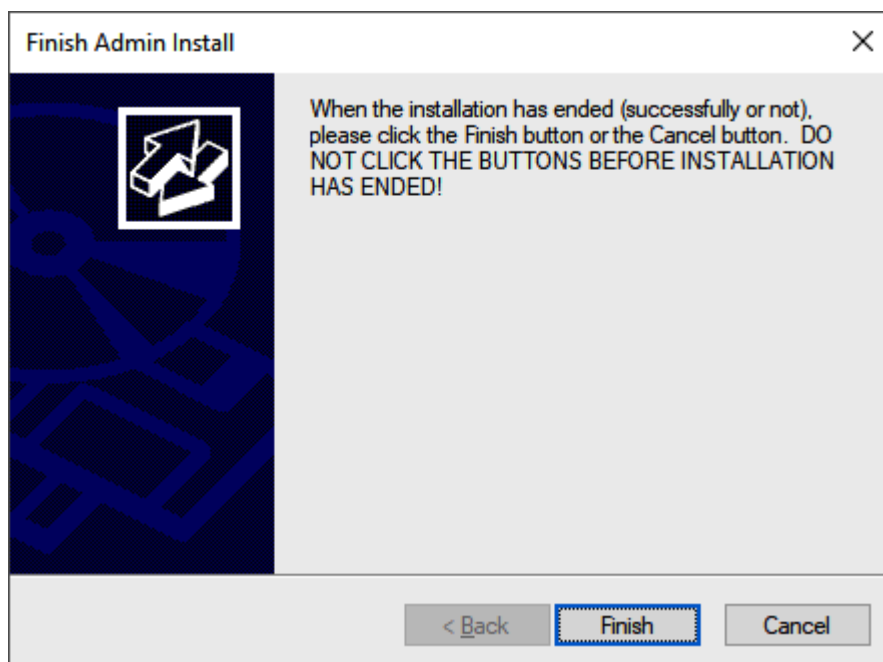 Finish Admin Install
When the installation has ended (successfully or not),
please click the Finish button or the Cancel button.  DO
NOT CLICK THE BUTTONS BEFORE INSTALLATION
HAS ENDED!
< Back
Finish
Cancel